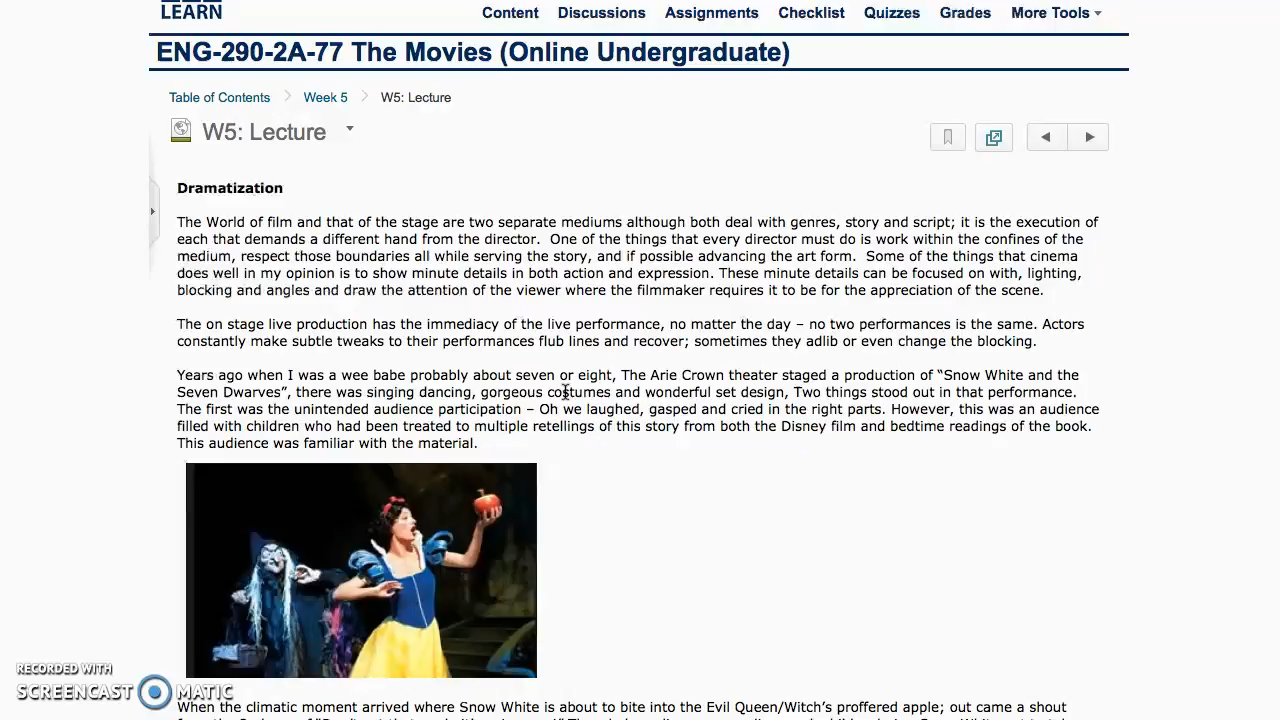 LEARN
Content Discussions Assignments Checklist Quizzes Grades More Tools
ENG-290-2A-77 The Movies (Online Undergraduate)
Table of Contents Week 5 W5: Lecture
W5: Lecture
Dramatization
The World of film and that of the stage are two separate mediums although both deal with genres, story and script; it is the execution of
each that demands a different hand from the director. One of the things that every director must do is work within the confines of the
medium, respect those boundaries all while serving the story, and if possible advancing the art form. Some of the things that cinema
does well in my opinion is to show minute details in both action and expression. These minute details can be focused on with, lighting,
blocking and angles and draw the attention of the viewer where the filmmaker requires it to be for the appreciation of the scene.
The on stage live production has the immediacy of the live performance, no matter the day – no two performances is the same. Actors
constantly make subtle tweaks to their performances flub lines and recover; sometimes they adlib or even change the blocking.
Years ago when I was a wee babe probably about seven or eight, The Arie Crown theater staged a production of “Snow White and the
Seven Dwarves”, there was singing dancing, gorgeous costumes and wonderful set design, Two things stood out in that performance.
The first was the unintended audience participation – Oh we laughed, gasped and cried in the right parts. However, this was an audience
filled with children who had been treated to multiple retellings of this story from both the Disney film and bedtime readings of the book.
This audience was familiar with the material.
RECORDED WITH
SCREENCAST MATIC
When the climatic moment arrived where Snow White is about to bite into the Evil Queen/Witch’s proffered apple; out came a shout